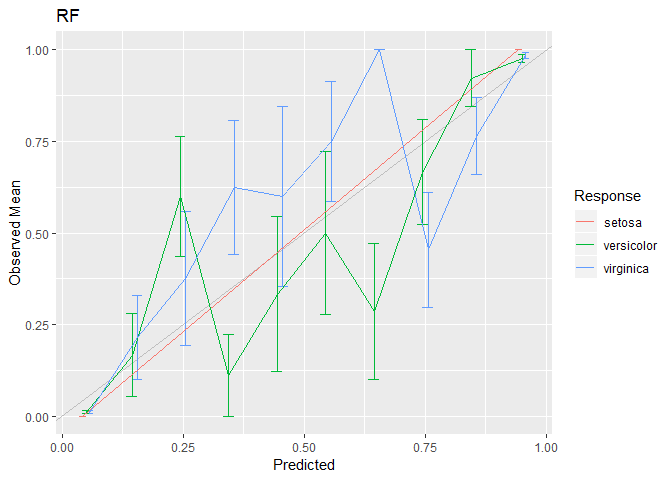 RF
1.00
0.75
0.50
0.25
0.00
Observed Mean
0.00 0.25 0.50 0.75 1.00
Predicted
Response
setosa
versicolor
virginica